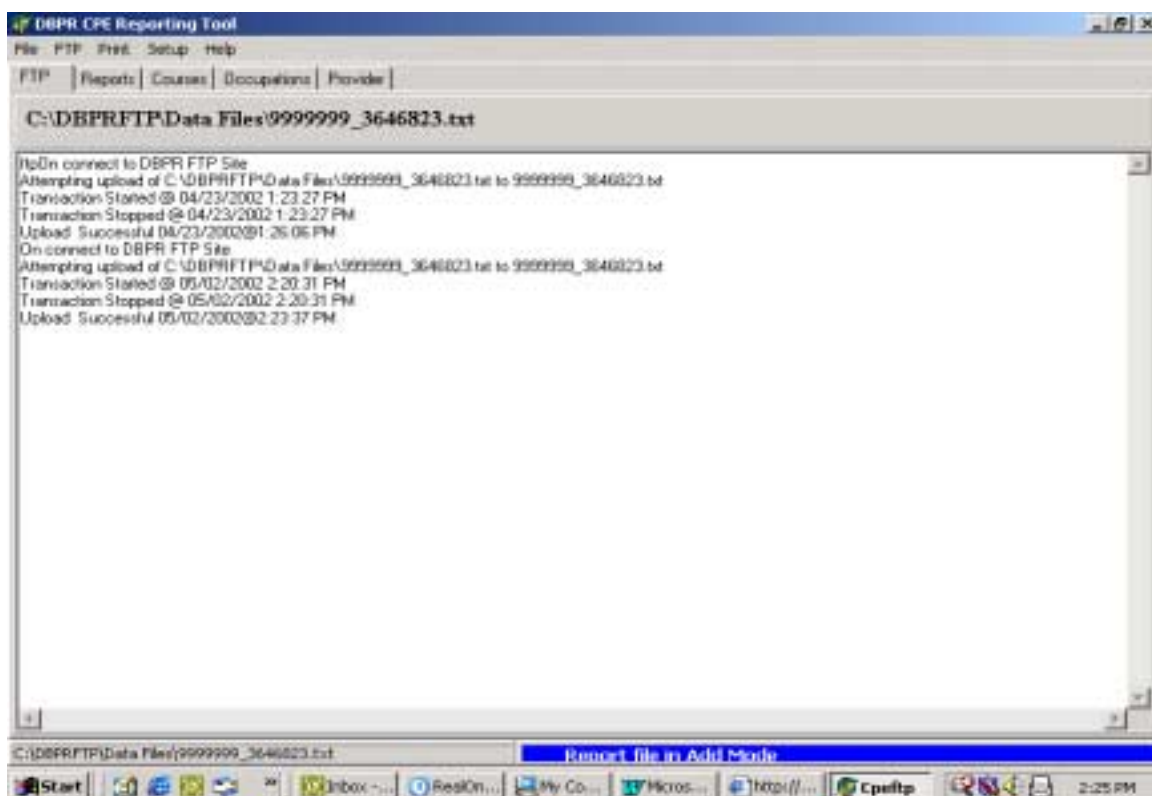 DBPR CPE Reporting Tool
File FTP Print Setup Help
FTP Reports Courses Occupations Provider
C:\DBPRFTP\Data Files\9999999_3646823.txt
On connect to DBPR FTP Site
Attempting upload of C:\DBPRFTP\Data Files\9999999_3646823.txt to 9999999_3646823.txt
Transaction Started @ 04/23/2002 1:23:27 PM
Transaction Stopped @ 04/23/2002 1:23:27 PM
Upload Successful 04/23/2002@1:26:06 PM
On connect to DBPR FTP Site
Attempting upload of C:\DBPRFTP\Data Files\9999999_3646823.txt to 9999999_3646823.txt
Transaction Started @ 05/02/2002 2:20:31 PM
Transaction Stopped @ 05/02/2002 2:20:31 PM
Upload Successful 05/02/2002@2:23:37 PM
C:\DBPRFTP\Data Files\9999999_3646823.txt Report file in Add Mode
Start Inbox -... RealOn... My Co... Micros... http://... Cpeftp 2:25 PM